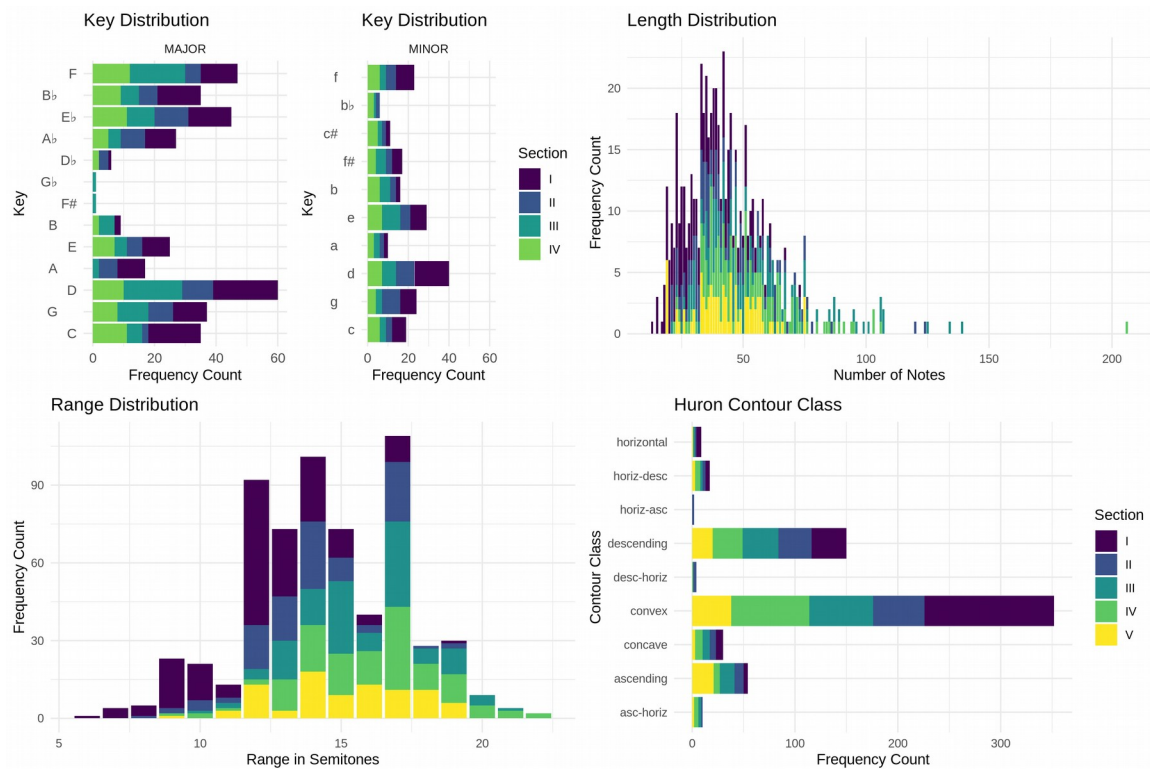 Key Distribution
MAJOR
Key
F
B♭
E♭
A♭
D♭
G♭
F#
B
E
A
D
G
C
0 20 40 60
Frequency Count
Key Distribution
MINOR
Key
f
b♭
c#
f#
b
e
a
d
g
c
0 20 40 60
Frequency Count
Section
I
II
III
IV
Length Distribution
Frequency Count
20
15
10
5
0
50 100 150 200
Number of Notes
Range Distribution
Frequency Count
90
60
30
0
5 10 15 20
Range in Semitones
Huron Contour Class
Contour Class
horizontal
horiz-desc
horiz-asc
descending
desc-horiz
convex
concave
ascending
asc-horiz
0 100 200 300
Frequency Count
Section
I
II
III
IV
V